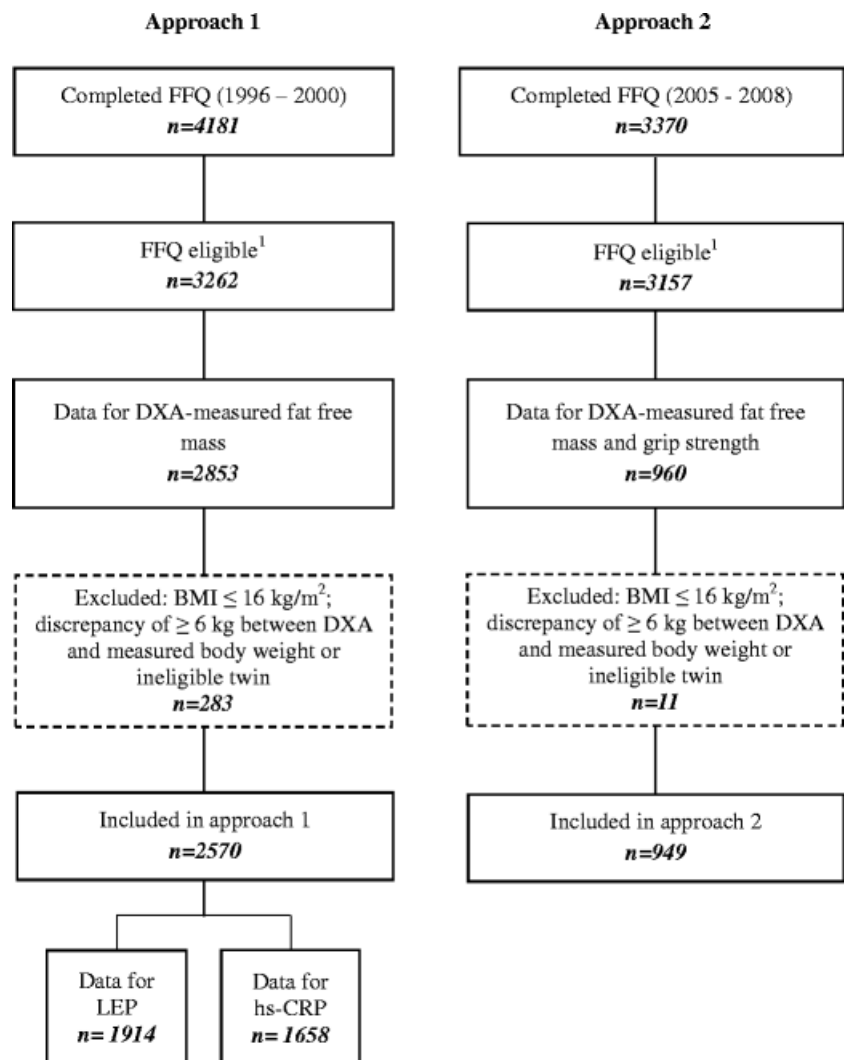 Approach 1
Completed FFQ (1996 – 2000)
n=4181
FFQ eligible¹
n=3262
Data for DXA-measured fat free
mass
n=2853
Excluded: BMI ≤ 16 kg/m²;
discrepancy of ≥ 6 kg between DXA
and measured body weight or
ineligible twin
n=283
Included in approach 1
n=2570
Data for
LEP
n= 1914
Data for
hs-CRP
n= 1658
Approach 2
Completed FFQ (2005 - 2008)
n=3370
FFQ eligible¹
n=3157
Data for DXA-measured fat free
mass and grip strength
n=960
Excluded: BMI ≤ 16 kg/m²;
discrepancy of ≥ 6 kg between DXA
and measured body weight or
ineligible twin
n=11
Included in approach 2
n=949